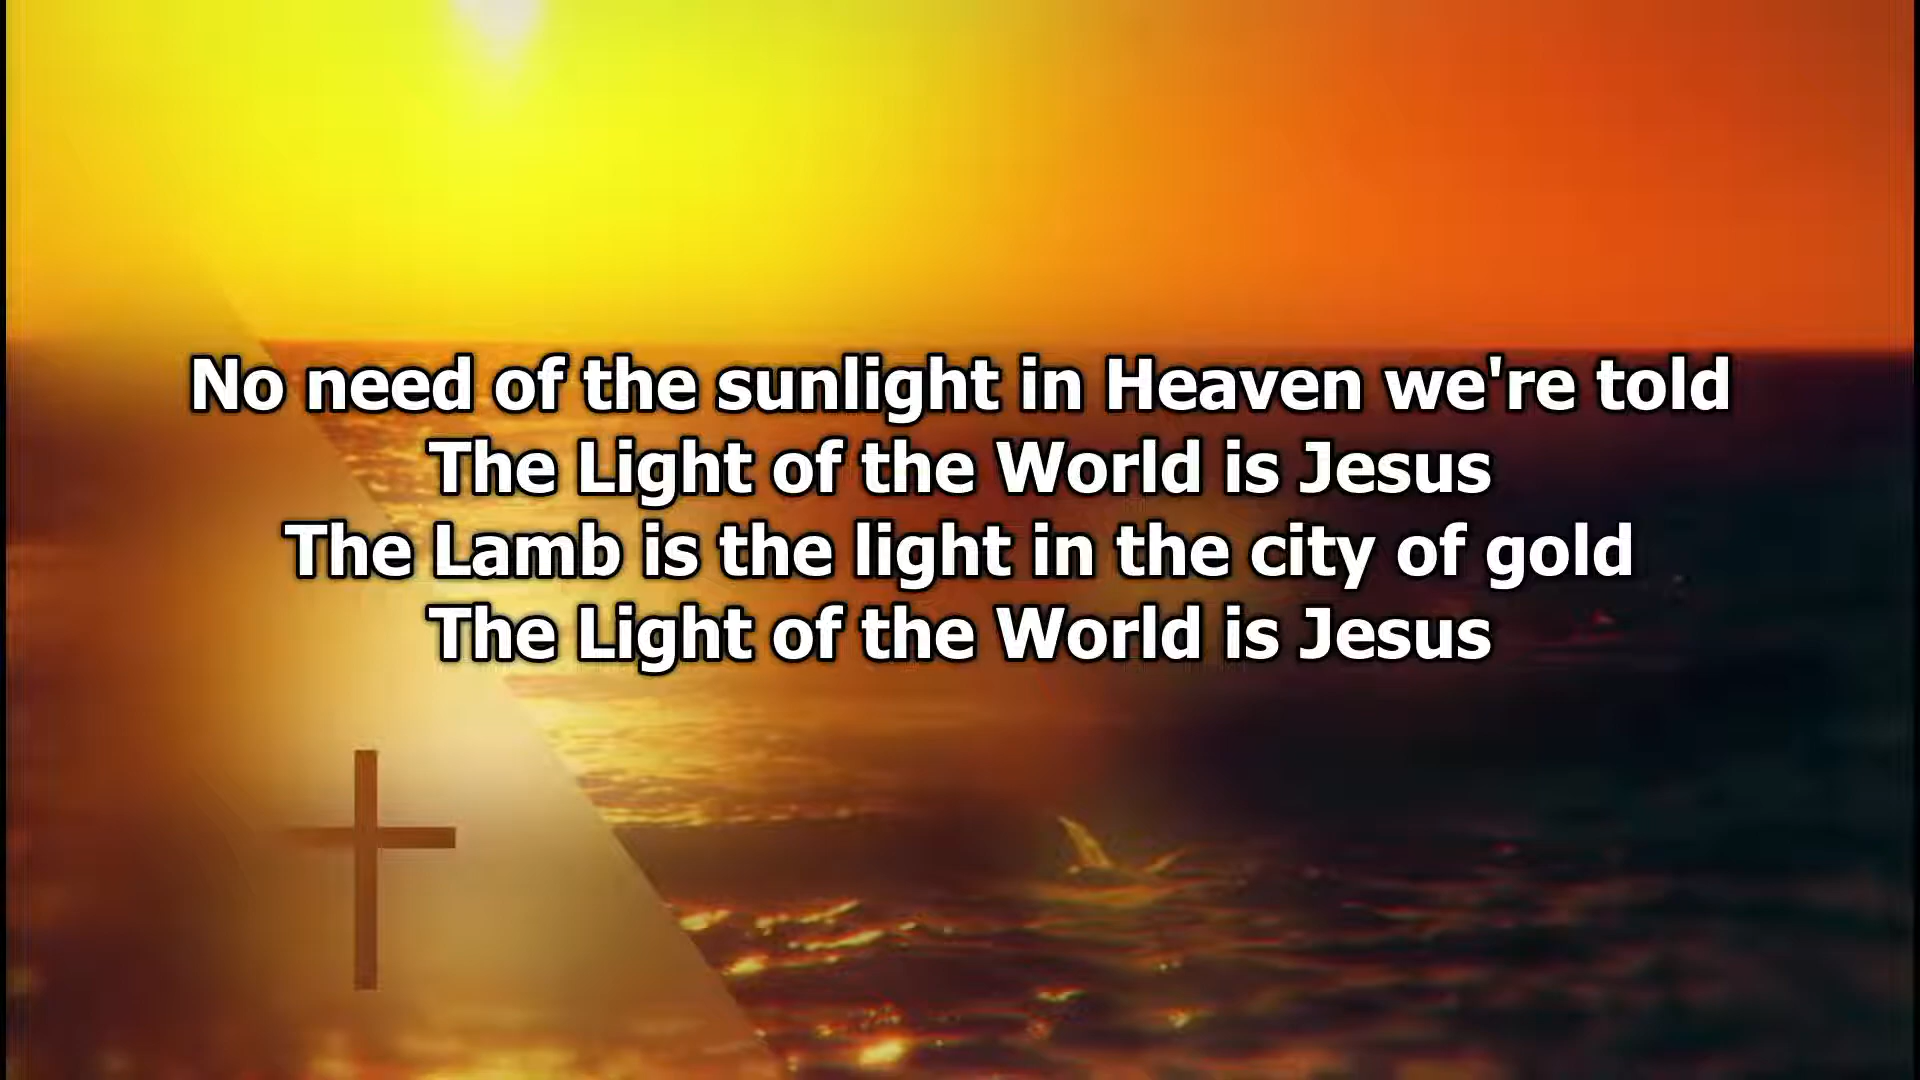 No need of the sunlight in Heaven we're told
The Light of the World is Jesus
The Lamb is the light in the city of gold
The Light of the World is Jesus